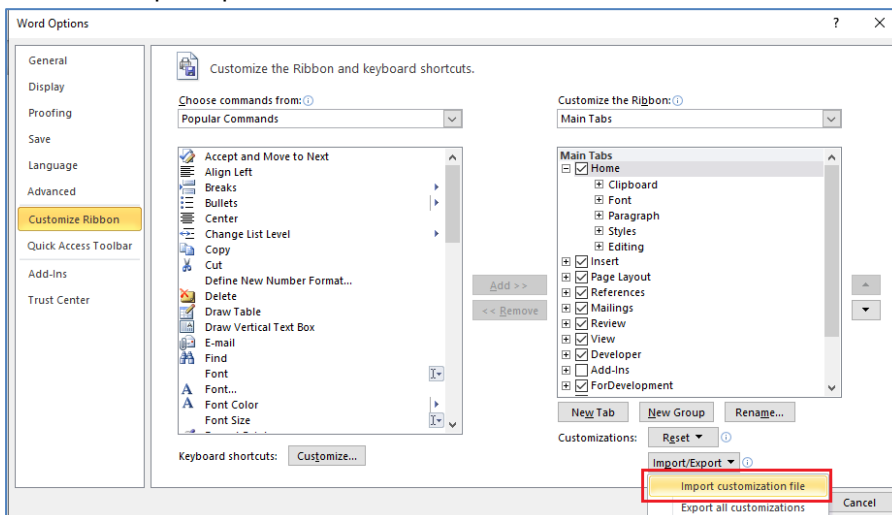 Word Options
?
General
Display
Proofing
Save
Language
Advanced
Customize Ribbon
Quick Access Toolbar
Add-Ins
Trust Center
Customize the Ribbon and keyboard shortcuts.
Choose commands from:
Popular Commands
Accept and Move to Next
Align Left
Breaks
Bullets
Center
Change List Level
Copy
Cut
Define New Number Format...
Delete
Draw Table
Draw Vertical Text Box
E-mail
Find
Font
Font...
Font Color
Font Size
Keyboard shortcuts: Customize...
Add >>
<< Remove
Customize the Ribbon:
Main Tabs
Main Tabs
Home
Clipboard
Font
Paragraph
Styles
Editing
Insert
Page Layout
References
Mailings
Review
View
Developer
Add-Ins
ForDevelopment
New Tab New Group Rename...
Customizations: Reset
Import/Export
Import customization file
Export all customizations
Cancel